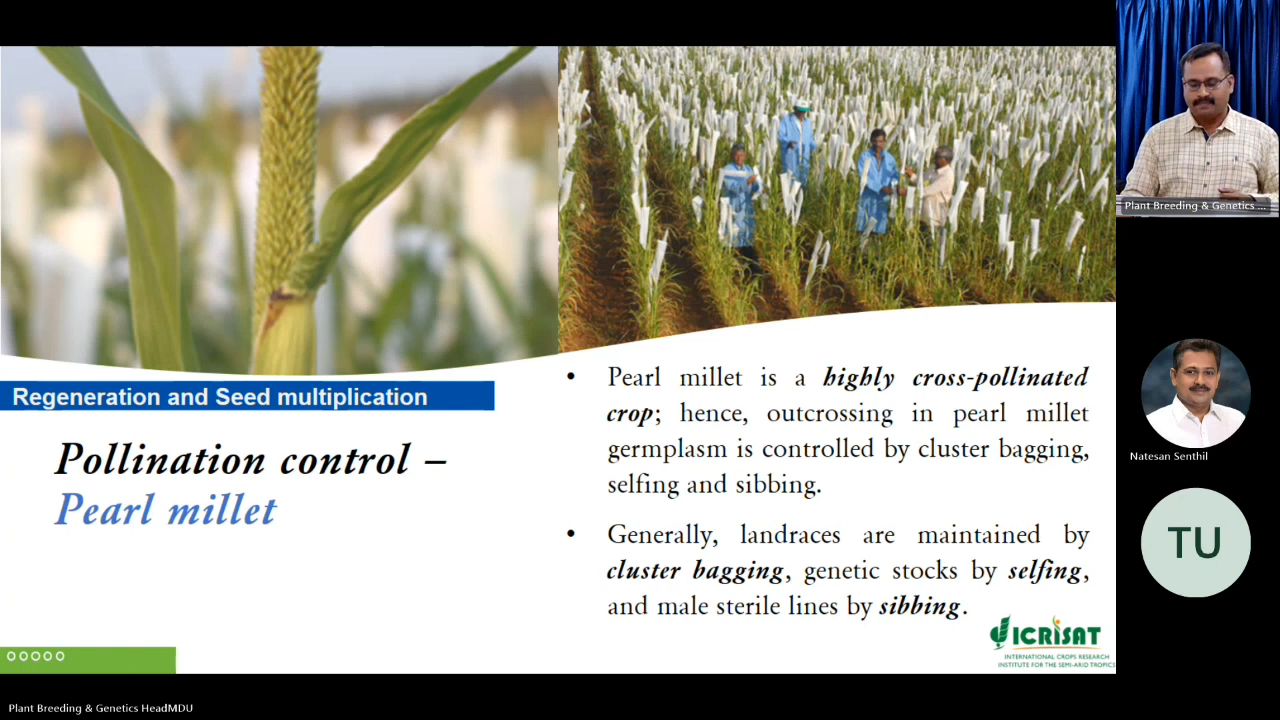 Regeneration and Seed multiplication
Pollination control –
Pearl millet
• Pearl millet is a highly cross-pollinated
crop; hence, outcrossing in pearl millet
germplasm is controlled by cluster bagging,
selfing and sibbing.
• Generally, landraces are maintained by
cluster bagging, genetic stocks by selfing,
and male sterile lines by sibbing.
ICRISAT
INTERNATIONAL CROPS RESEARCH
INSTITUTE FOR THE SEMI-ARID TROPICS
Plant Breeding & Genetics ...
Natesan Senthil
TU
Plant Breeding & Genetics HeadMDU